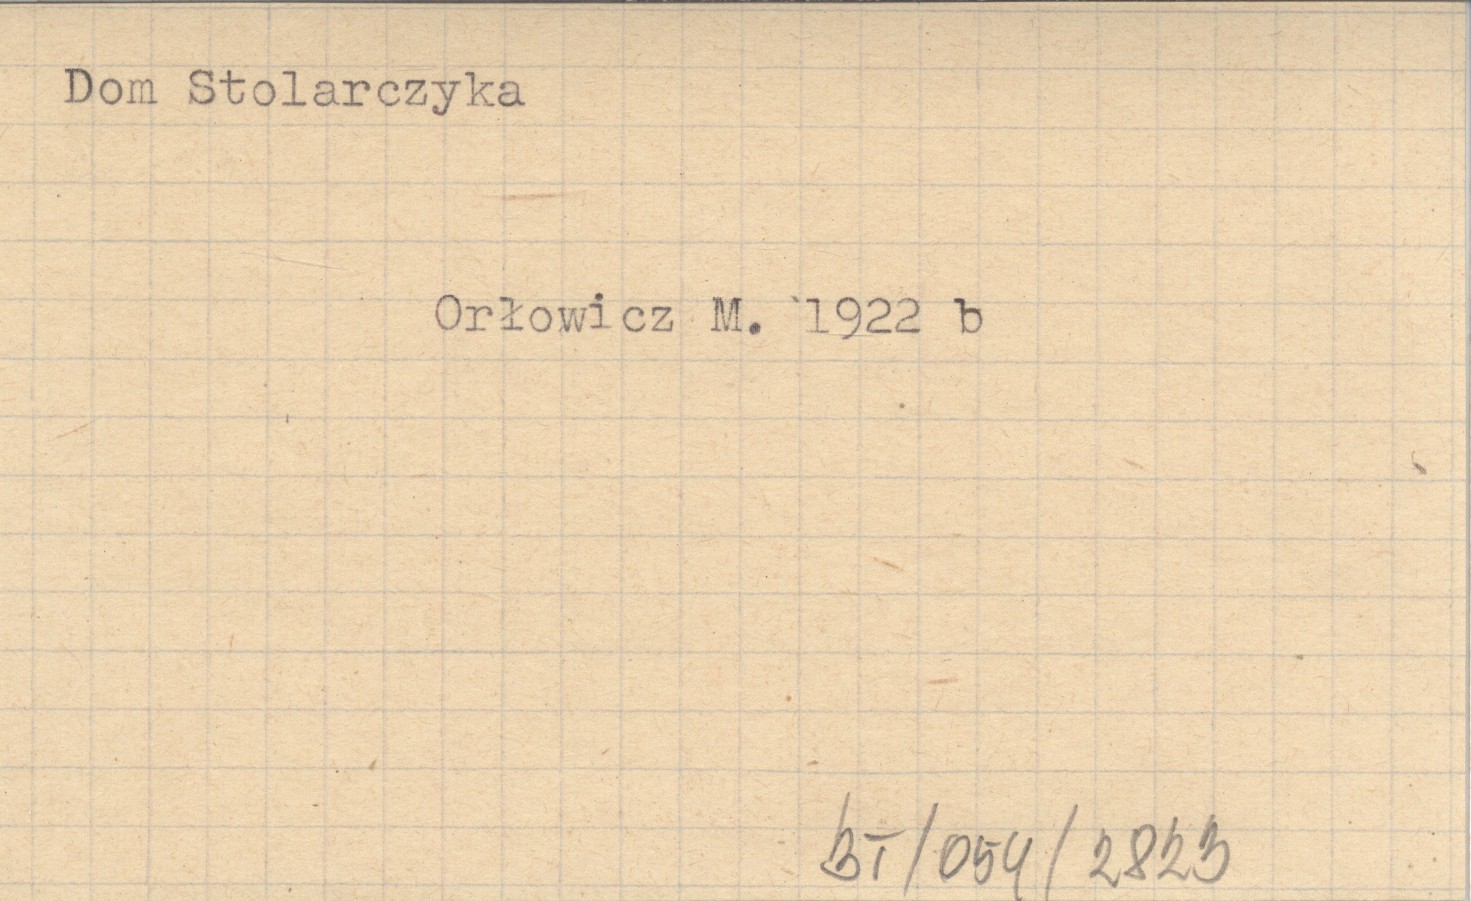 Dom Stolarczyka
Orłowicz M. 1922 b
BT/054/2823